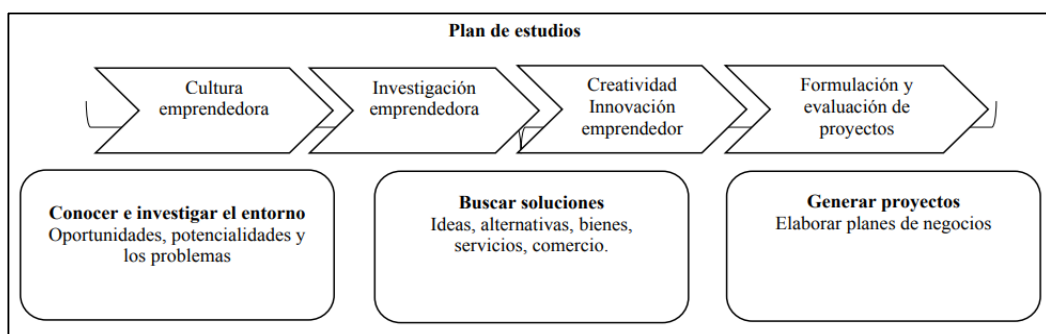 Plan de estudios
Cultura
emprendedora
Investigación
emprendedora
Creatividad
Innovación
emprendedor
Formulación y
evaluación de
proyectos
Conocer e investigar el entorno
Oportunidades, potencialidades y
los problemas
Buscar soluciones
Ideas, alternativas, bienes,
servicios, comercio.
Generar proyectos
Elaborar planes de negocios